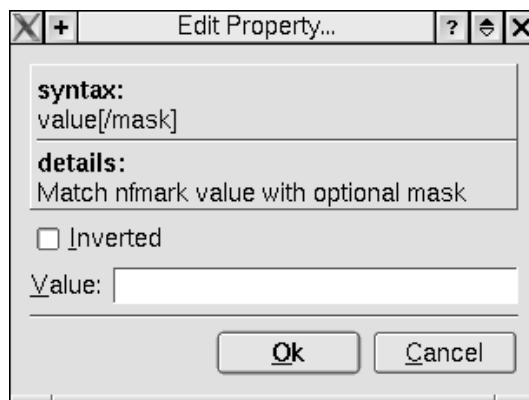 Edit Property...
syntax:
value[/mask]
details:
Match nfmark value with optional mask
Inverted
Value:
Ok
Cancel